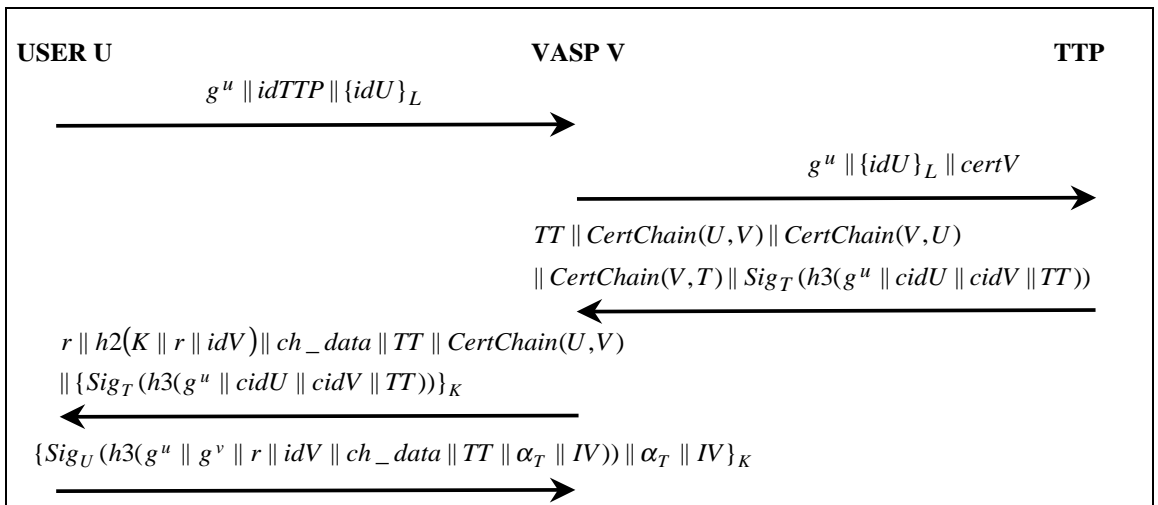 USER U VASP V TTP
g^u || idTTP || {idU}_L
g^u || {idU}_L || certV
TT || CertChain(U,V) || CertChain(V,U)
|| CertChain(V,T) || Sig_T(h3(g^u || cidU || cidV || TT))
r || h2(K || r || idV) || ch_data || TT || CertChain(U,V)
|| {Sig_T(h3(g^u || cidU || cidV || TT))}_K
{Sig_U(h3(g^u || g^v || r || idV || ch_data || TT || α_T || IV)) || α_T || IV}_K